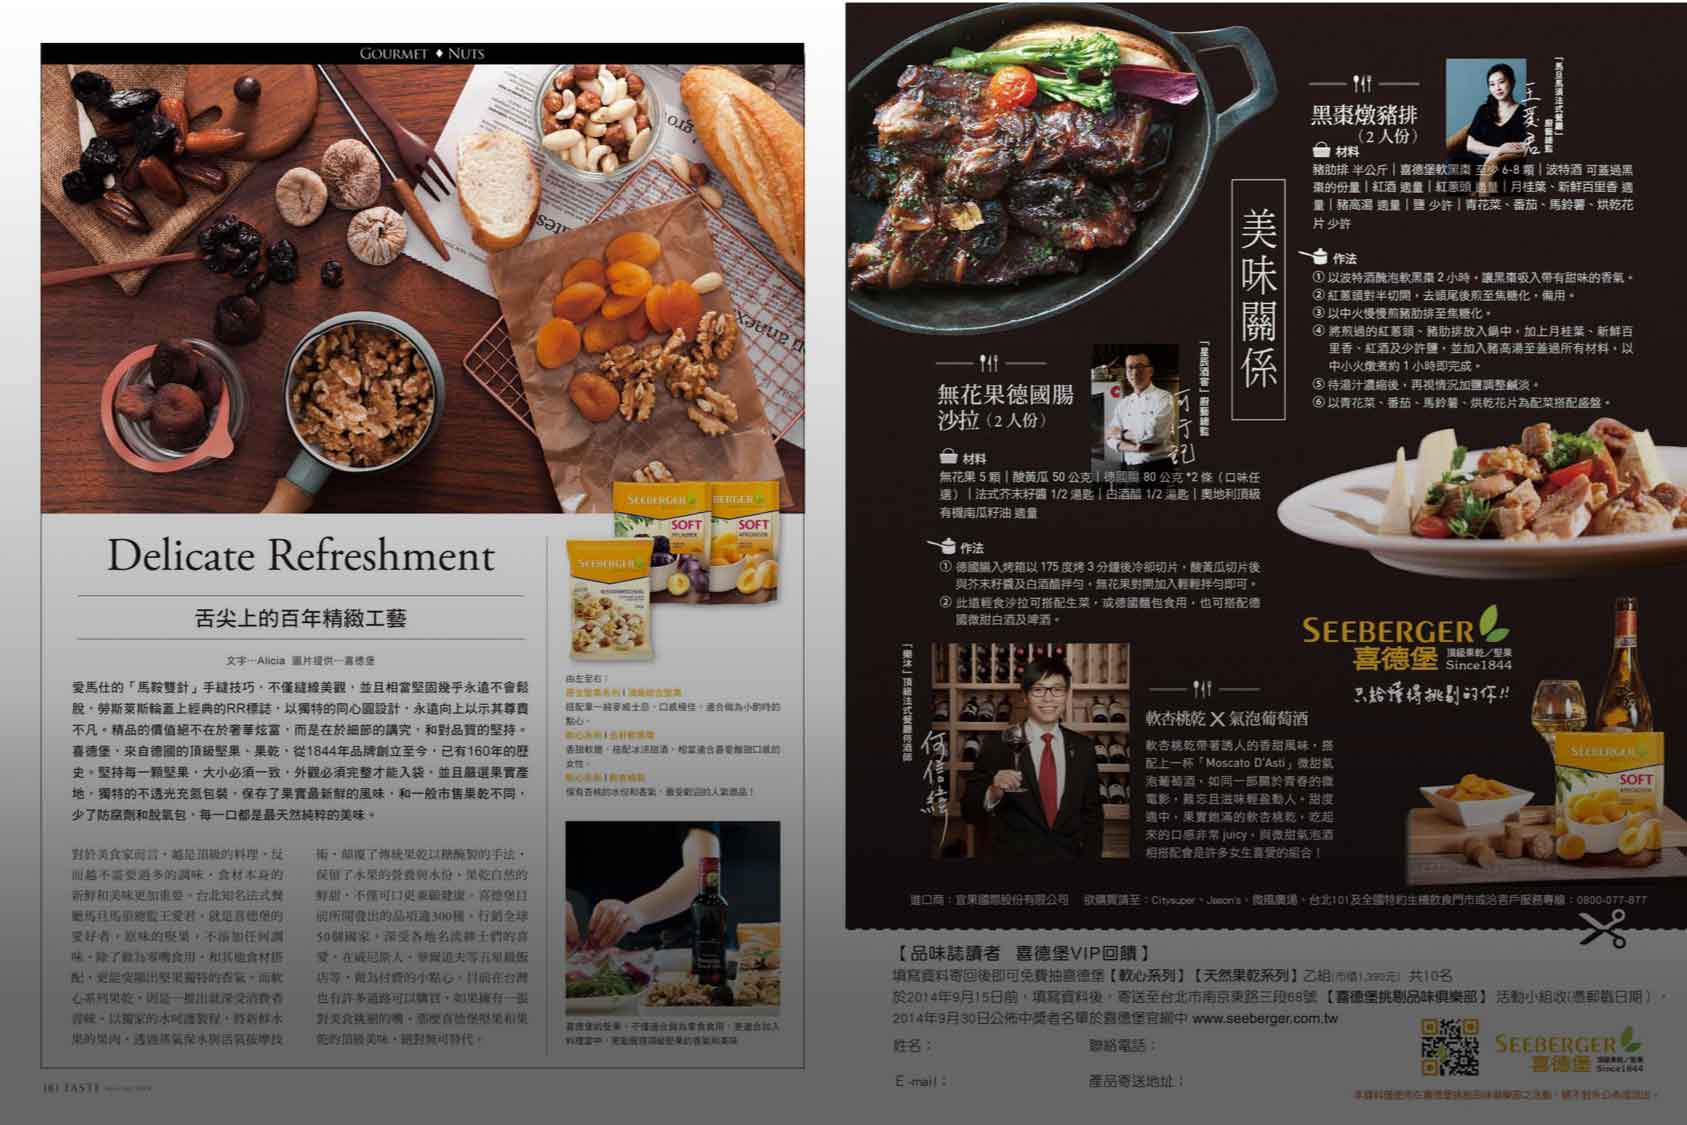 GOURMET ♦ NUTS
SEEBERGER
SOFT
SOFT
SEEBERGER
Delicate Refreshment
舌尖上的百年精緻工藝
文字—Alicia 圖片提供—喜德堡
愛馬仕的「馬鞍雙針」手縫技巧，不僅縫線美觀，並且相當堅固幾乎永遠不會鬆
脫，勞斯萊斯輪蓋上經典的RR標誌，以獨特的同心圓設計，永遠向上以示其尊貴
不凡。精品的價值絕不在於奢華炫富，而是在於細節的講究，和對品質的堅持。
喜德堡，來自德國的頂級堅果、果乾，從1844年品牌創立至今，已有160年的歷
史。堅持每一顆堅果，大小必須一致，外觀必須完整才能入袋，並且嚴選果實產
地，獨特的不透光充氮包裝，保存了果實最新鮮的風味，和一般市售果乾不同，
少了防腐劑和脫氧包，每一口都是最天然純粹的美味。
對於美食家而言，越是頂級的料理，反
而越不需要過多的調味，食材本身的
新鮮和美味更加重要。台北知名法式餐
廳馬旦馬須總監王愛君，就是喜德堡的
愛好者，原味的堅果，不添加任何調
味，除了做為零嘴食用，和其他食材搭
配，更能突顯出堅果獨特的香氣。而軟
心系列果乾，則是一推出就深受消費者
青睞。以獨家的水呵護製程，將新鮮水
果的果肉，透過蒸氣保水與活氧按摩技
術，顛覆了傳統果乾以糖醃製的手法，
保留了水果的營養與水份，果乾自然的
鮮甜，不僅可口更兼顧健康。喜德堡目
前所開發出的品項逾300種，行銷全球
50個國家，深受各地名流紳士們的喜
愛，在威尼斯人、華爾道夫等五星級飯
店等，做為付費的小點心。目前在台灣
也有許多通路可以購買，如果擁有一張
對美食挑剔的嘴，那麼喜德堡堅果和果
乾的頂級美味，絕對無可替代。
由左至右：
原金堅果系列 | 頂級綜合堅果
搭配單一純麥威士忌，口感極佳，適合做為小酌時的
點心。
香甜軟嫩，搭配冰涼甜酒，相當適合喜愛酸甜口感的
女性。
軟心系列 | 軟杏桃乾
保有杏桃的水份和香氣，最受歡迎的人氣商品！
喜德堡的堅果，不僅適合做為零食食用，更適合加入
料理當中，更能展現頂級堅果的香氣與美味
TASTE
美味關係
黑棗燉豬排
（2 人份）
「馬旦馬須法式餐廳」
廚藝總監
王愛君
材料
豬肋排 半公斤 | 喜德堡軟黑棗 至少 6-8 顆 | 波特酒 可蓋過黑
棗的份量 | 紅酒 適量 | 紅蔥頭 適量 | 月桂葉、新鮮百里香 適
量 | 豬高湯 適量 | 鹽 少許 | 青花菜、番茄、馬鈴薯、烘乾花
片 少許
作法
① 以波特酒醃泡軟黑棗 2 小時，讓黑棗吸入帶有甜味的香氣。
② 紅蔥頭對半切開，去頭尾後煎至焦糖化，備用。
③ 以中火慢慢煎豬肋排至焦糖化。
④ 將煎過的紅蔥頭、豬肋排放入鍋中，加上月桂葉、新鮮百
里香、紅酒及少許鹽，並加入豬高湯至蓋過所有材料，以
中小火燉煮約 1 小時即完成。
⑤ 待湯汁濃縮後，再視情況加鹽調整鹹淡。
⑥ 以青花菜、番茄、馬鈴薯、烘乾花片為配菜搭配盛盤。
無花果德國腸
沙拉（2 人份）
「星辰酒窖」廚藝總監
材料
無花果 5 顆 | 酸黃瓜 50 公克 | 德國腸 80 公克 *2 條（口味任
選）| 法式芥末籽醬 1/2 湯匙 | 白酒醋 1/2 湯匙 | 奧地利頂級
有機南瓜籽油 適量
作法
① 德國腸入烤箱以 175 度烤 3 分鐘後冷卻切片，酸黃瓜切片後
與芥末籽醬及白酒醋拌勻，無花果對開加入輕輕拌勻即可。
② 此道輕食沙拉可搭配生菜，或德國麵包食用，也可搭配德
國微甜白酒及啤酒。
「樂沐」頂級法式餐廳侍酒師
何信緯
軟杏桃乾 X 氣泡葡萄酒
軟杏桃乾帶著誘人的香甜風味，搭
配上一杯「Moscato D'Asti」微甜氣
泡葡萄酒，如同一部關於青春的微
電影，難忘且滋味輕盈動人。甜度
適中，果實飽滿的軟杏桃乾，吃起
來的口感非常 juicy，與微甜氣泡酒
相搭配會是許多女生喜愛的組合！
SEEBERGER
喜德堡 頂級果乾／堅果
Since1844
只給懂得挑剔的你!!
SEEBERGER
SOFT
進口商：宜果國際股份有限公司 欲購買請至：Citysuper、Jason's、微風廣場、台北101及全國特約生機飲食門市或洽客戶服務專線：0800-077-877
【品味誌讀者 喜德堡VIP回饋】
填寫資料寄回後即可免費抽喜德堡【軟心系列】【天然果乾系列】乙組(市價1,390元) 共10名
於2014年9月15日前，填寫資料後，寄送至台北市南京東路三段68號 【喜德堡挑剔品味俱樂部】 活動小組收(憑郵戳日期)，
2014年9月30日公佈中獎者名單於喜德堡官網中 www.seeberger.com.tw
姓名：
聯絡電話：
E-mail：
產品寄送地址：
SEEBERGER
喜德堡 頂級果乾／堅果
Since1844